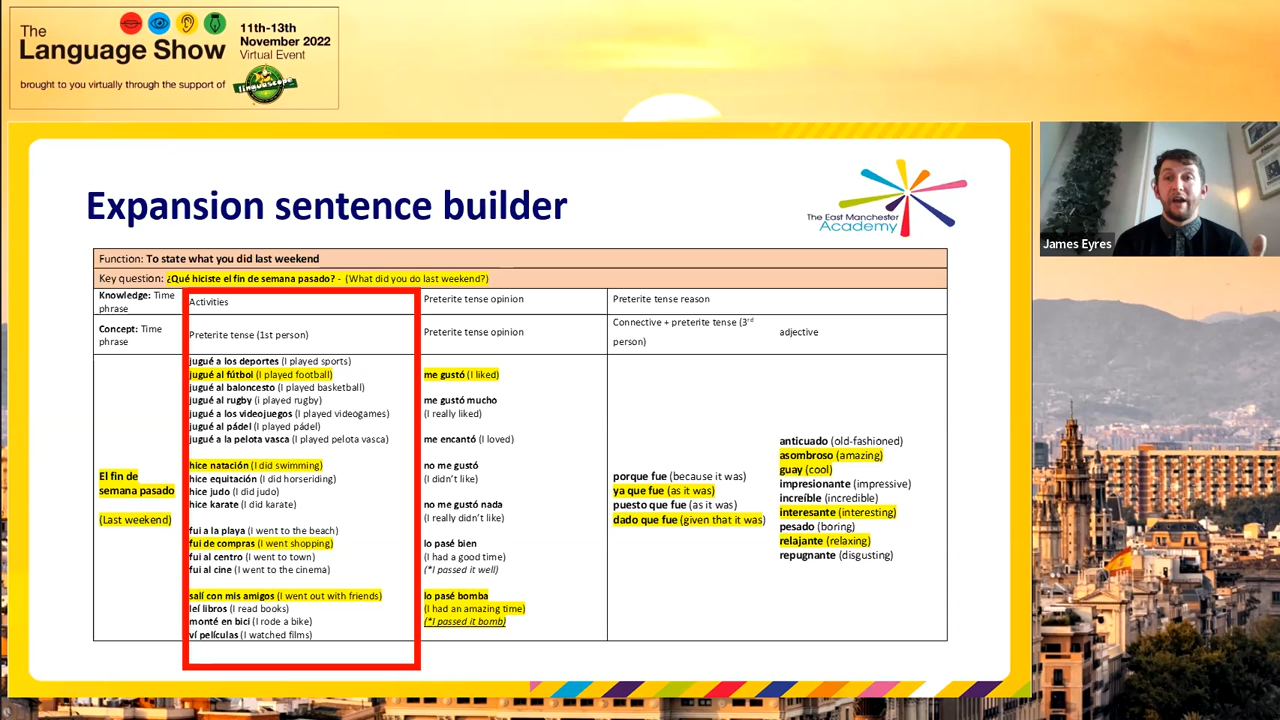 The
Language Show
11th-13th
November 2022
Virtual Event
brought to you virtually through the support of
linguascope
Expansion sentence builder
The East Manchester
Academy
James Eyres
Function: To state what you did last weekend
Key question: ¿Qué hiciste el fin de semana pasado? - (What did you do last weekend?)
Knowledge: Time
phrase
Activities
Preterite tense opinion
Preterite tense reason
Concept: Time
phrase
Preterite tense (1st person)
Preterite tense opinion
Connective + preterite tense (3rd
person)
adjective
El fin de
semana pasado
(Last weekend)
jugué a los deportes (I played sports)
jugué al fútbol (I played football)
jugué al baloncesto (I played basketball)
jugué al rugby (i played rugby)
jugué a los videojuegos (I played videogames)
jugué al pádel (I played pádel)
jugué a la pelota vasca (I played pelota vasca)
hice natación (I did swimming)
hice equitación (I did horseriding)
hice judo (I did judo)
hice karate (I did karate)
fui a la playa (I went to the beach)
fui de compras (I went shopping)
fui al centro (I went to town)
fui al cine (I went to the cinema)
salí con mis amigos (I went out with friends)
leí libros (I read books)
monté en bici (I rode a bike)
ví películas (I watched films)
me gustó (I liked)
me gustó mucho
(I really liked)
me encantó (I loved)
no me gustó
(I didn't like)
no me gustó nada
(I really didn't like)
lo pasé bien
(I had a good time)
(*I passed it well)
lo pasé bomba
(I had an amazing time)
(*I passed it bomb)
porque fue (because it was)
ya que fue (as it was)
puesto que fue (as it was)
dado que fue (given that it was)
anticuado (old-fashioned)
asombroso (amazing)
guay (cool)
impresionante (impressive)
increíble (incredible)
interesante (interesting)
pesado (boring)
relajante (relaxing)
repugnante (disgusting)